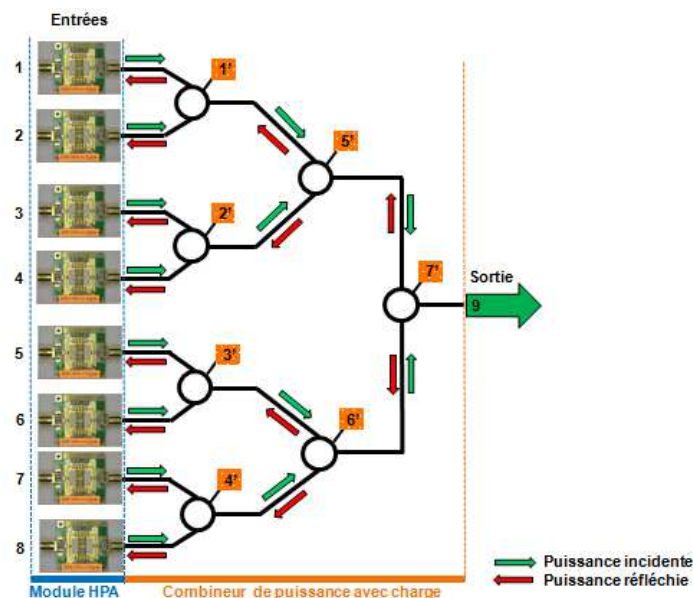 Entrées
1
1'
2
5'
3
2'
4
7'
Sortie
9
5
3'
6
6'
7
4'
8
Puissance incidente
Puissance réfléchie
Module HPA
Combineur de puissance avec charge